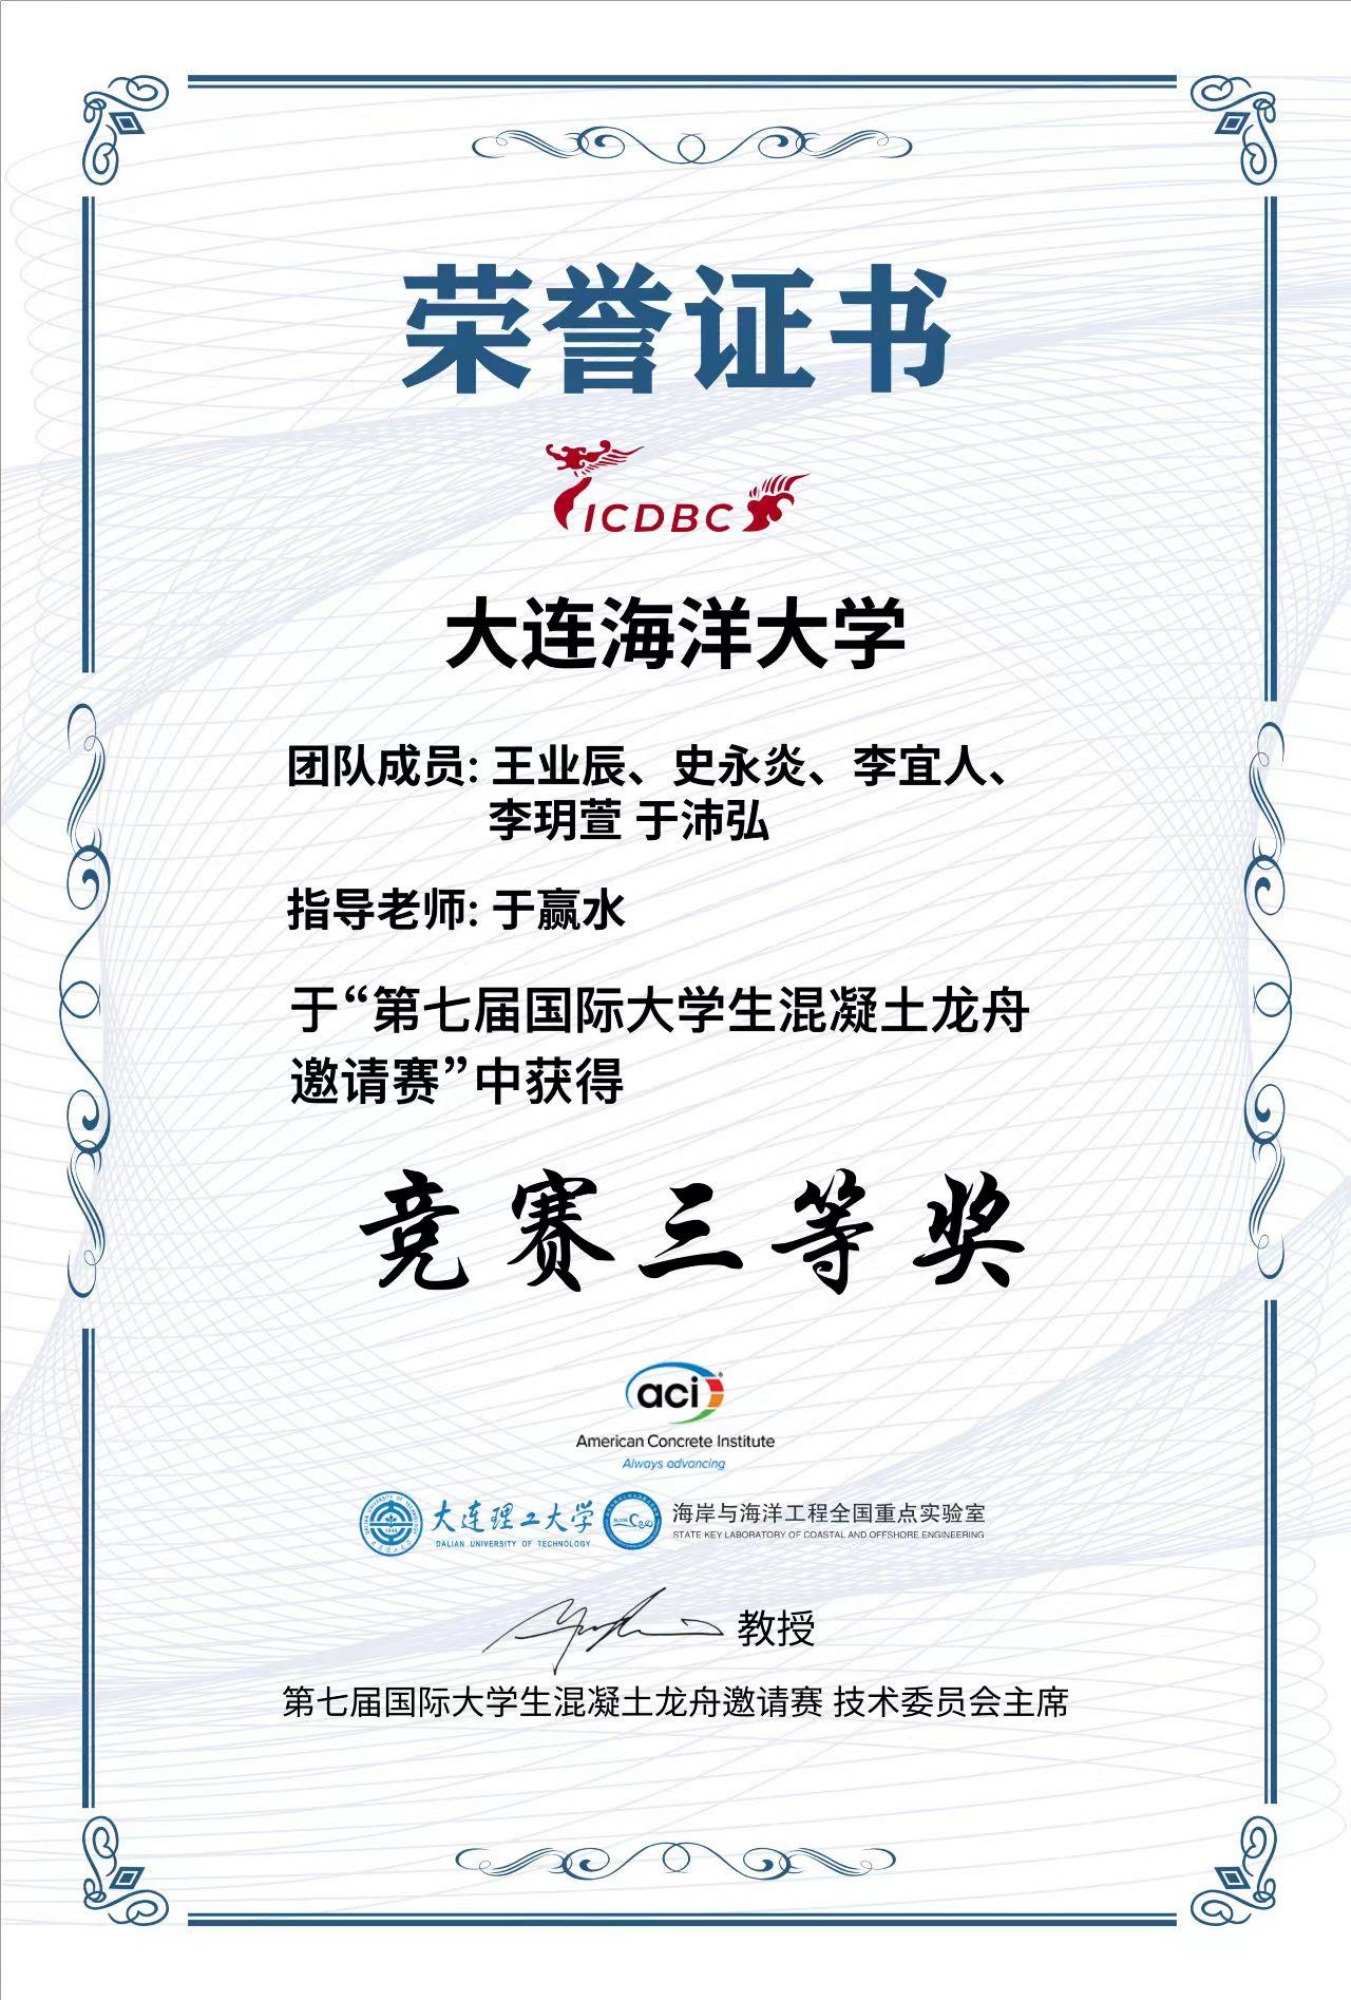 荣誉证书
ICDBC
大连海洋大学
团队成员: 王业辰、史永炎、李宜人、
李玥萱 于沛弘
指导老师: 于赢水
于“第七届国际大学生混凝土龙舟
邀请赛”中获得
竞赛三等奖
aci
American Concrete Institute
Always advancing
大连理工大学
DALIAN UNIVERSITY OF TECHNOLOGY
海岸与海洋工程全国重点实验室
STATE KEY LABORATORY OF COASTAL AND OFFSHORE ENGINEERING
教授
第七届国际大学生混凝土龙舟邀请赛 技术委员会主席